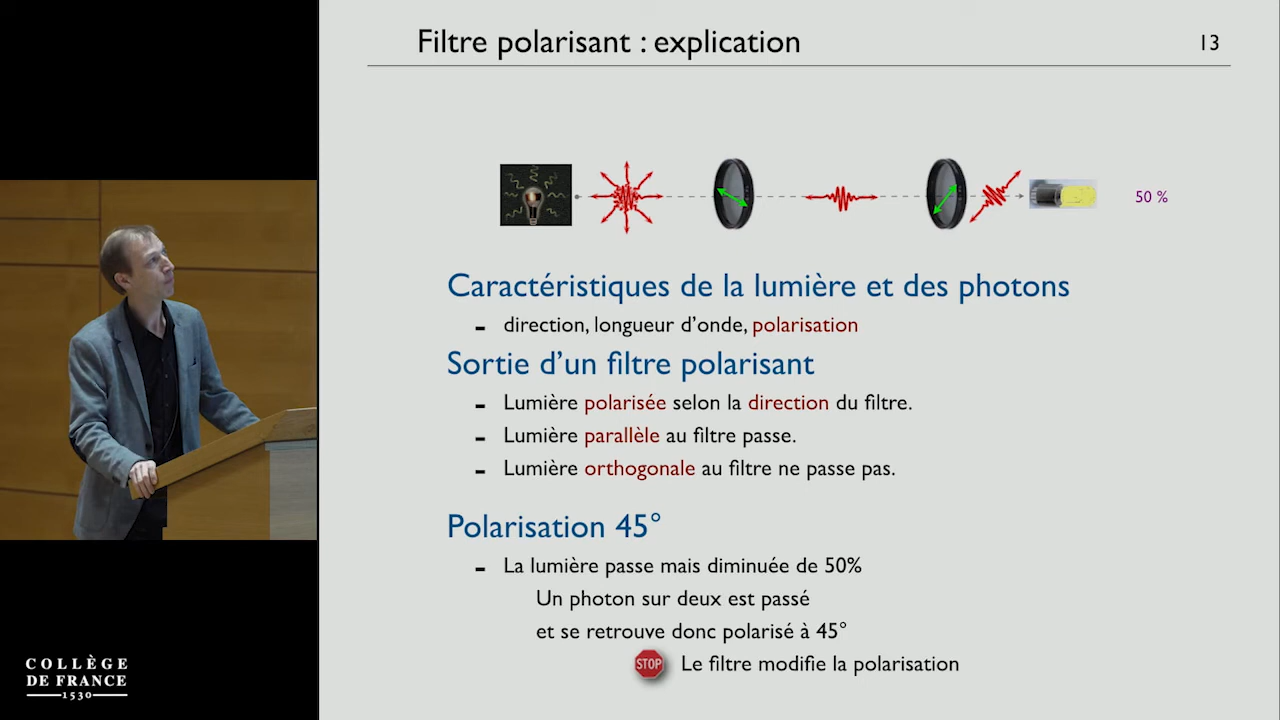 Filtre polarisant : explication
13
50 %
Caractéristiques de la lumière et des photons
- direction, longueur d'onde, polarisation
Sortie d'un filtre polarisant
- Lumière polarisée selon la direction du filtre.
- Lumière parallèle au filtre passe.
- Lumière orthogonale au filtre ne passe pas.
Polarisation 45°
- La lumière passe mais diminuée de 50%
Un photon sur deux est passé
et se retrouve donc polarisé à 45°
STOP Le filtre modifie la polarisation
COLLÈGE
DE FRANCE
1530